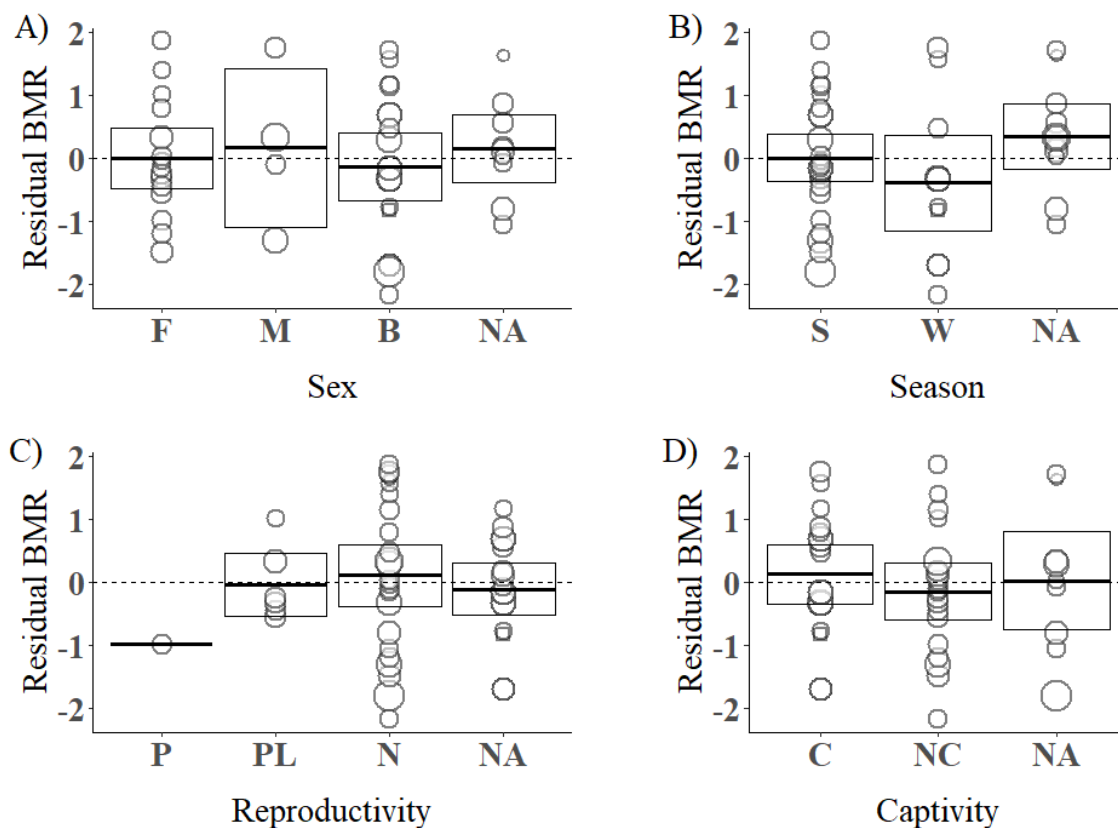 A)
Residual BMR
2
1
0
-1
-2
F M B NA
Sex
B)
Residual BMR
2
1
0
-1
-2
S W NA
Season
C)
Residual BMR
2
1
0
-1
-2
P PL N NA
Reproductivity
D)
Residual BMR
2
1
0
-1
-2
C NC NA
Captivity